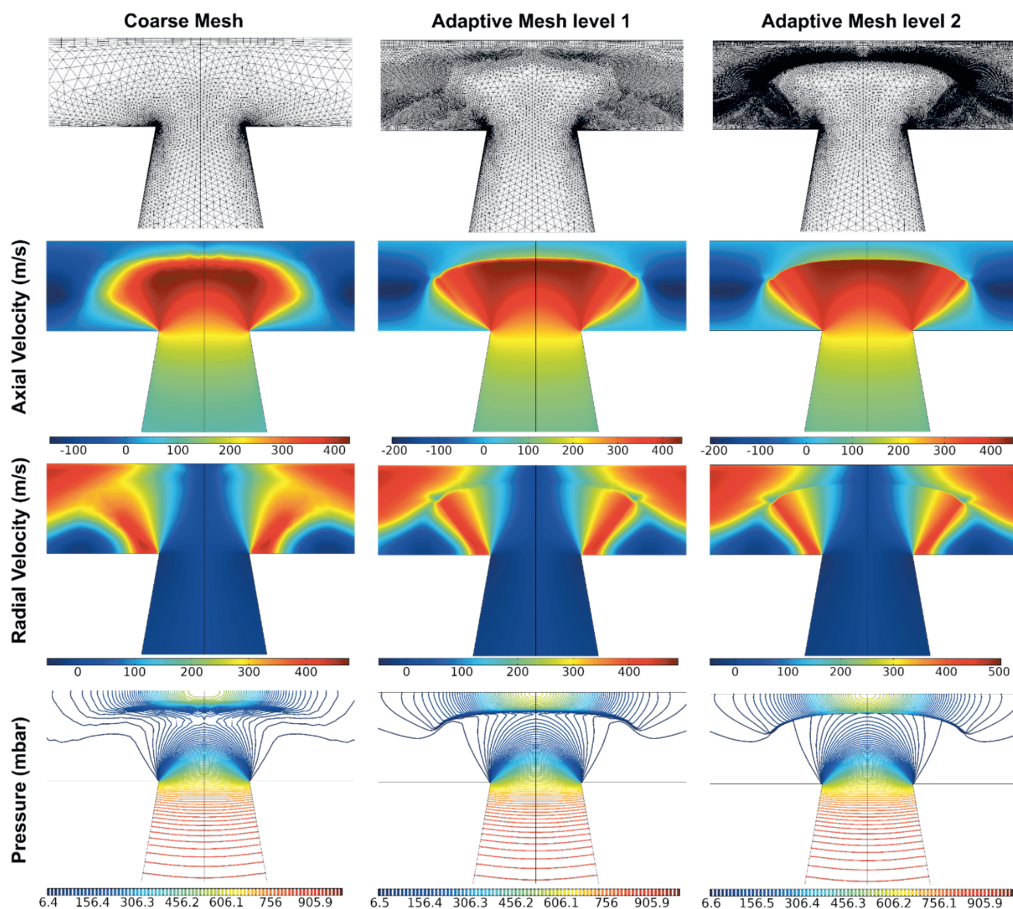 Coarse Mesh Adaptive Mesh level 1 Adaptive Mesh level 2
Axial Velocity (m/s)
-100 0 100 200 300 400
-200 -100 0 100 200 300 400
-200 -100 0 100 200 300 400
Radial Velocity (m/s)
0 100 200 300 400
0 100 200 300 400
0 100 200 300 400 500
Pressure (mbar)
6.4 156.4 306.3 456.2 606.1 756.1 905.9
6.5 156.4 306.3 456.3 606.1 756.1 905.9
6.6 156.5 306.4 456.3 606.2 756.1 905.9